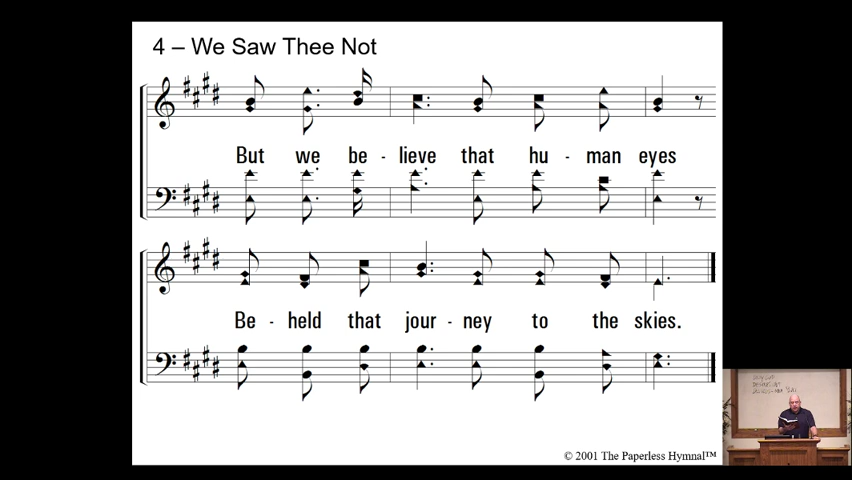 4 – We Saw Thee Not
But we be - lieve that hu - man eyes
Be - held that jour - ney to the skies.
© 2001 The Paperless Hymnal™